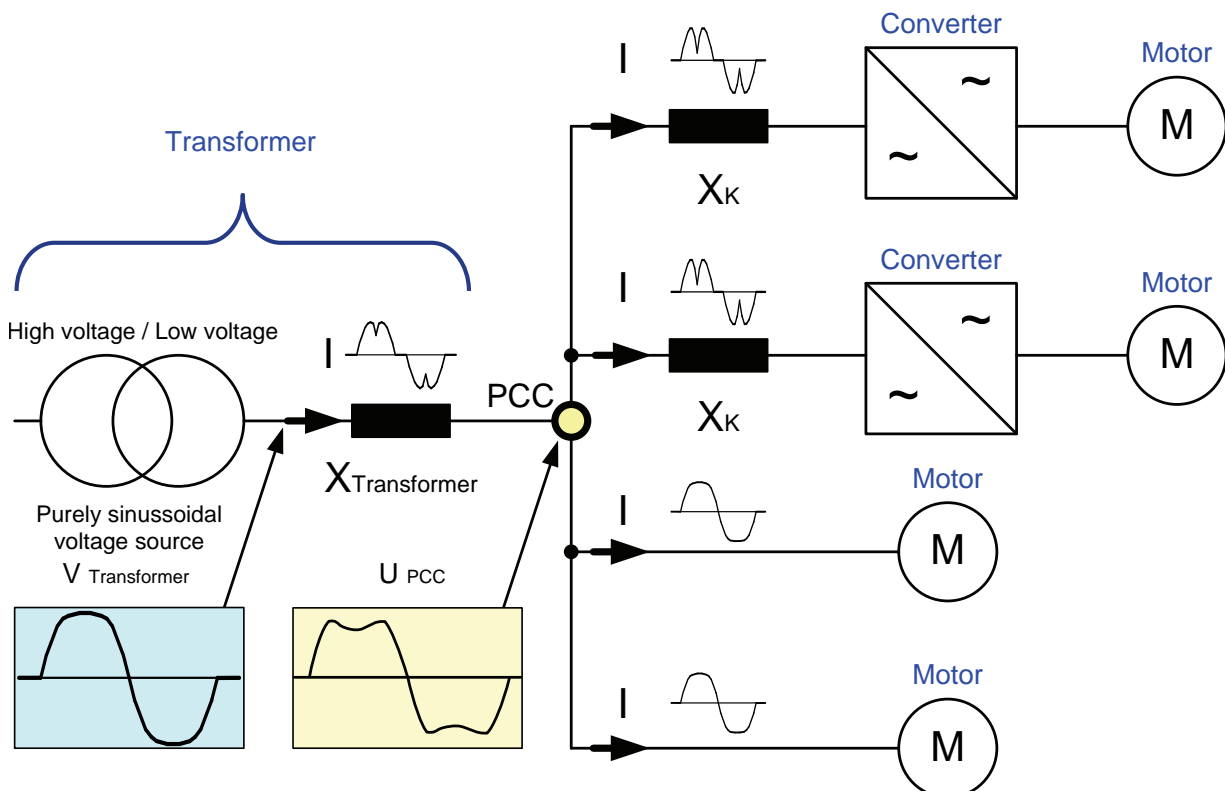 Converter
Motor
I
~
~
M
XK
Transformer
Converter
Motor
I
~
~
M
XK
High voltage / Low voltage
I
PCC
XTransformer
Purely sinussoidal
voltage source
V Transformer
U PCC
Motor
I
M
Motor
I
M